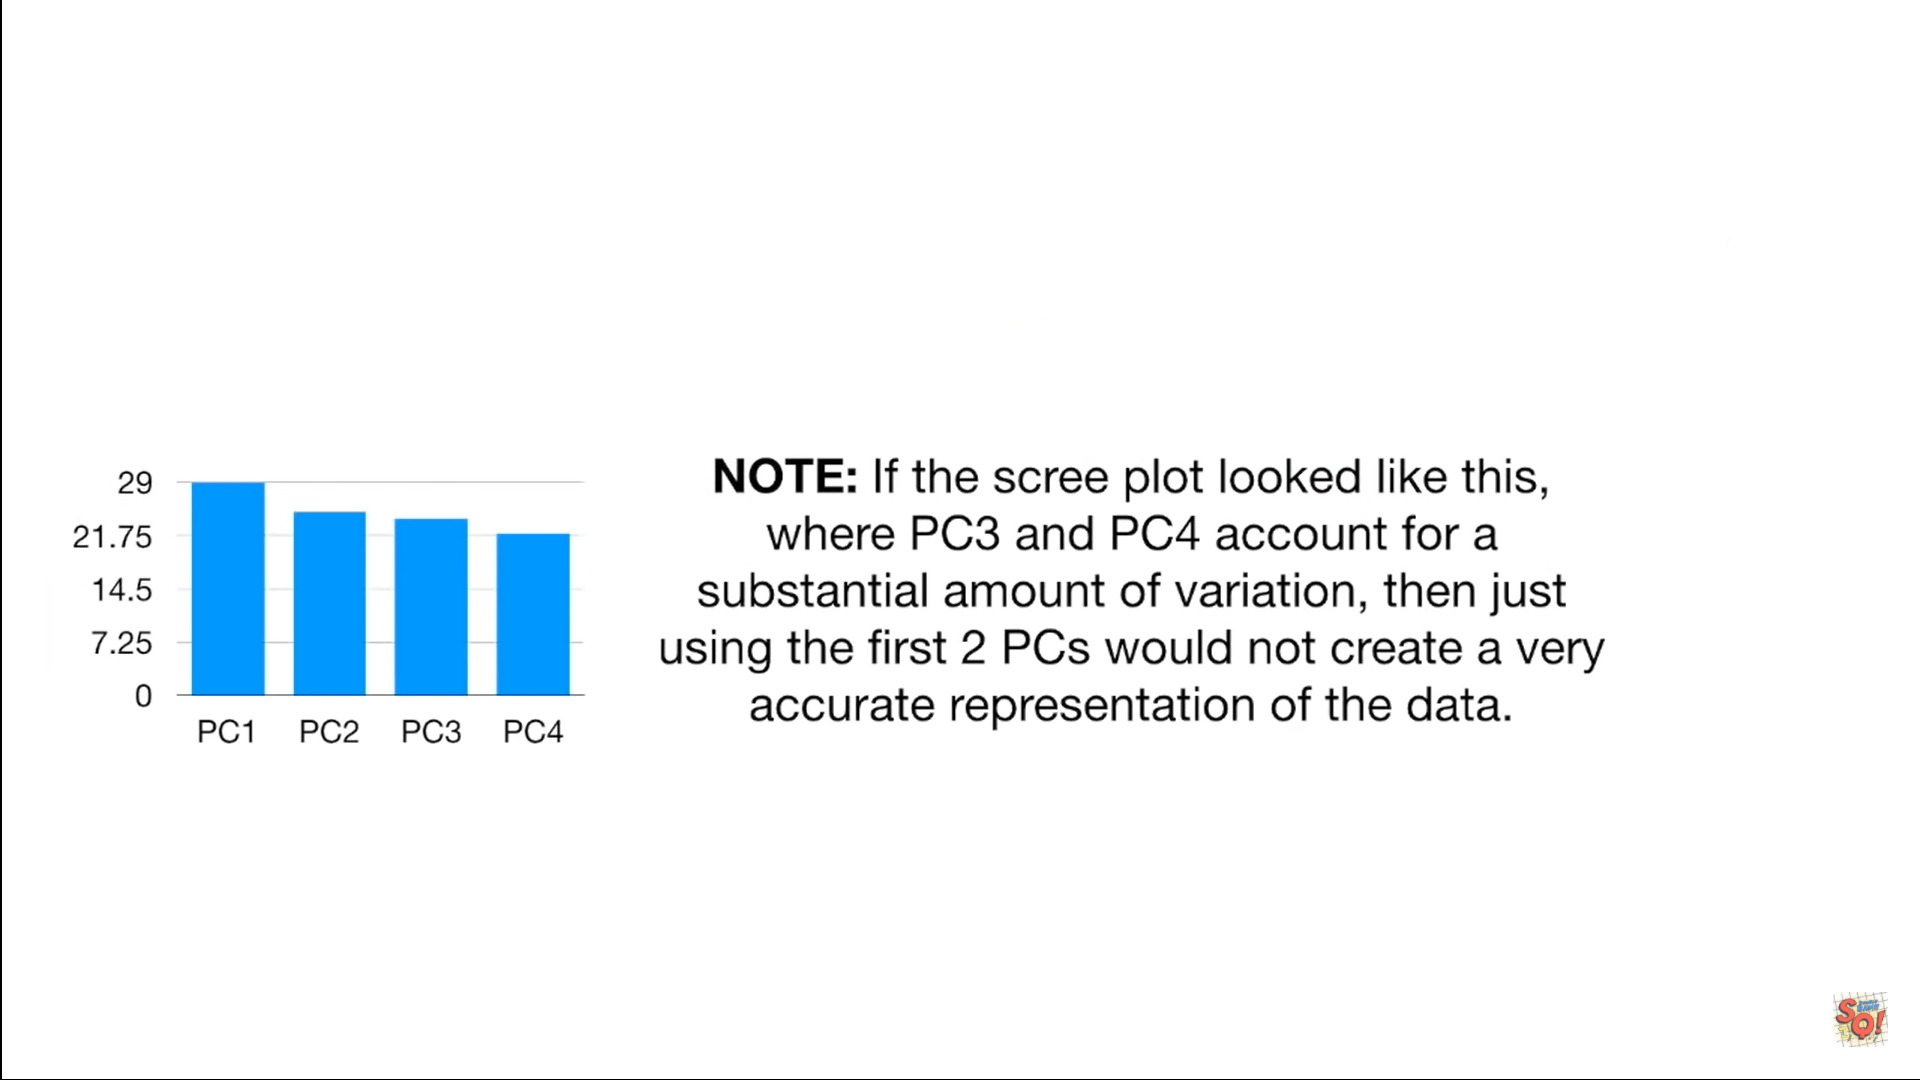 29
21.75
14.5
7.25
0
PC1 PC2 PC3 PC4
NOTE: If the scree plot looked like this,
where PC3 and PC4 account for a
substantial amount of variation, then just
using the first 2 PCs would not create a very
accurate representation of the data.
SQ!